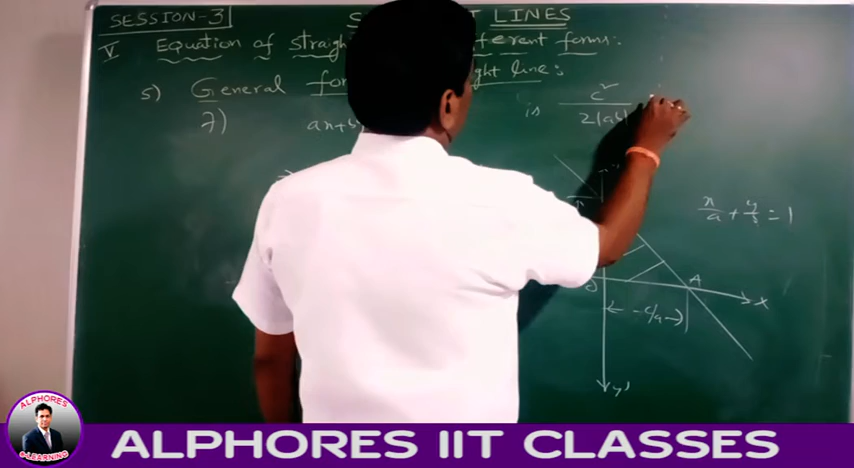 SESSION-3 S LINES
V Equation of straigh fferent forms:
5) General for ght line:
7) ax+b is c²/2|ab|
x/a + y/b = 1
O A X
←-c/a→
y'
ALPHORES
e-LEARNING
ALPHORES IIT CLASSES